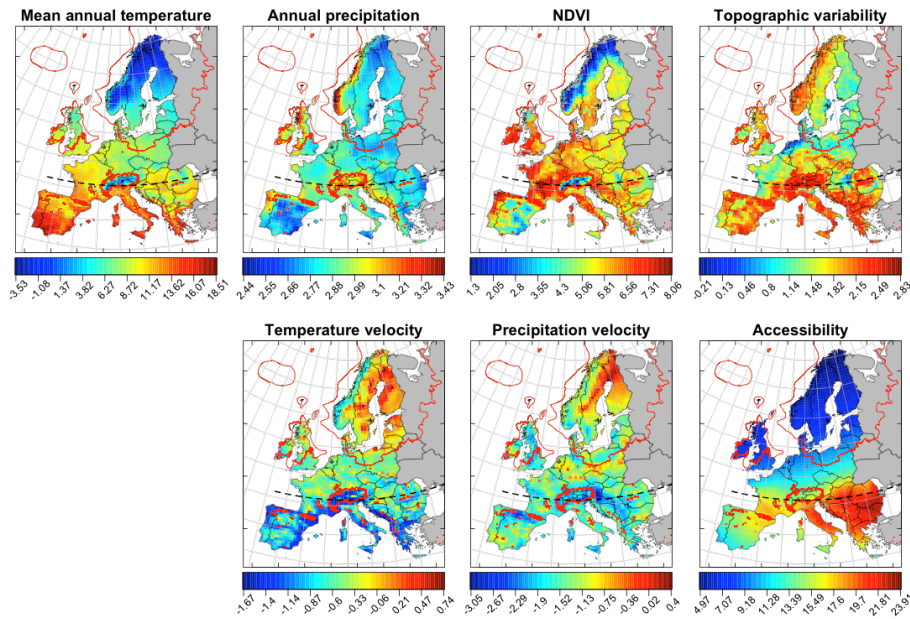 Mean annual temperature
Annual precipitation
NDVI
Topographic variability
-3.53 -1.08 1.37 3.82 6.27 8.72 11.17 13.62 16.07 18.51
2.44 2.55 2.66 2.77 2.88 2.99 3.1 3.21 3.32 3.43
1.3 2.05 2.8 3.55 4.3 5.06 5.81 6.56 7.31 8.06
-0.21 0.13 0.46 0.8 1.14 1.48 1.82 2.15 2.49 2.83
Temperature velocity
Precipitation velocity
Accessibility
-1.67 -1.4 -1.14 -0.87 -0.6 -0.33 -0.06 0.21 0.47 0.74
-3.05 -2.67 -2.29 -1.9 -1.52 -1.13 -0.75 -0.36 0.02 0.4
4.97 7.07 9.18 11.28 13.39 15.49 17.6 19.7 21.81 23.91